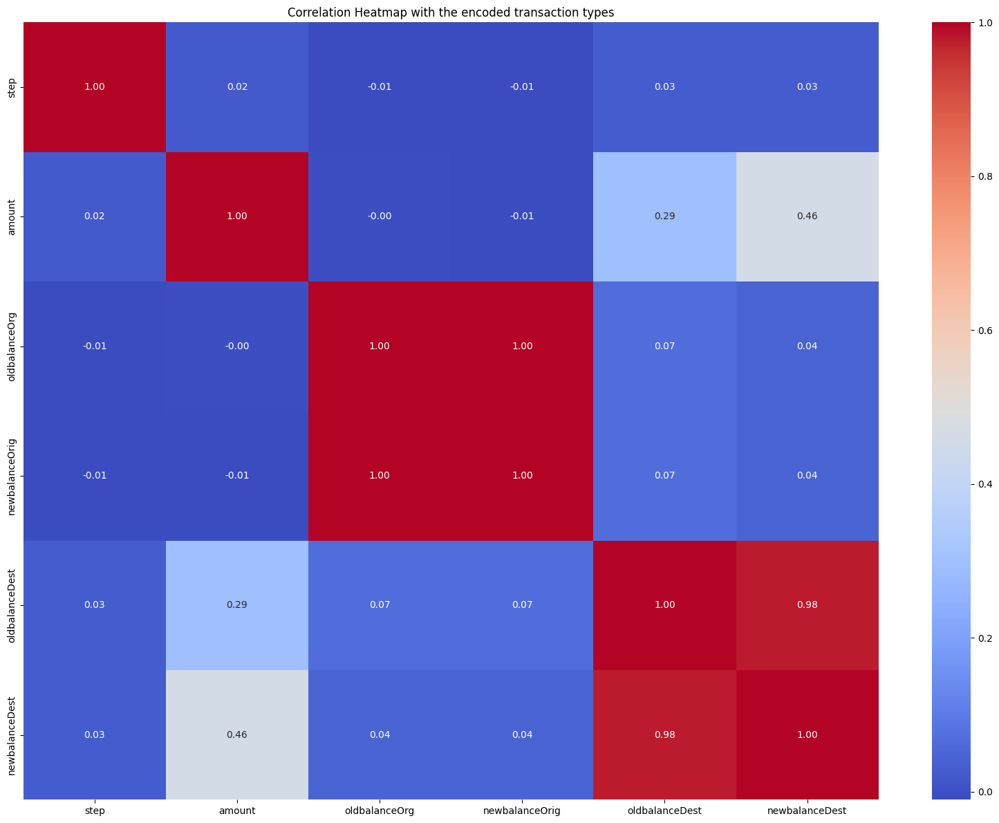 Correlation Heatmap with the encoded transaction types
step 1.00 0.02 -0.01 -0.01 0.03 0.03
amount 0.02 1.00 -0.00 -0.01 0.29 0.46
oldbalanceOrg -0.01 -0.00 1.00 1.00 0.07 0.04
newbalanceOrig -0.01 -0.01 1.00 1.00 0.07 0.04
oldbalanceDest 0.03 0.29 0.07 0.07 1.00 0.98
newbalanceDest 0.03 0.46 0.04 0.04 0.98 1.00
step amount oldbalanceOrg newbalanceOrig oldbalanceDest newbalanceDest
1.0
0.8
0.6
0.4
0.2
0.0